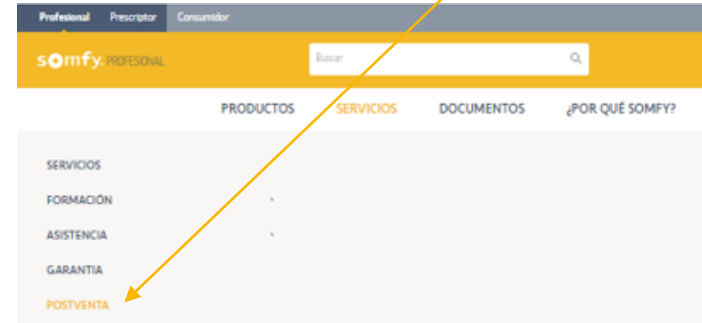 Profesional Prescriptor Consumidor
somfy. PROFESIONAL Buscar
PRODUCTOS SERVICIOS DOCUMENTOS ¿POR QUÉ SOMFY?
SERVICIOS
FORMACIÓN
ASISTENCIA
GARANTIA
POSTVENTA